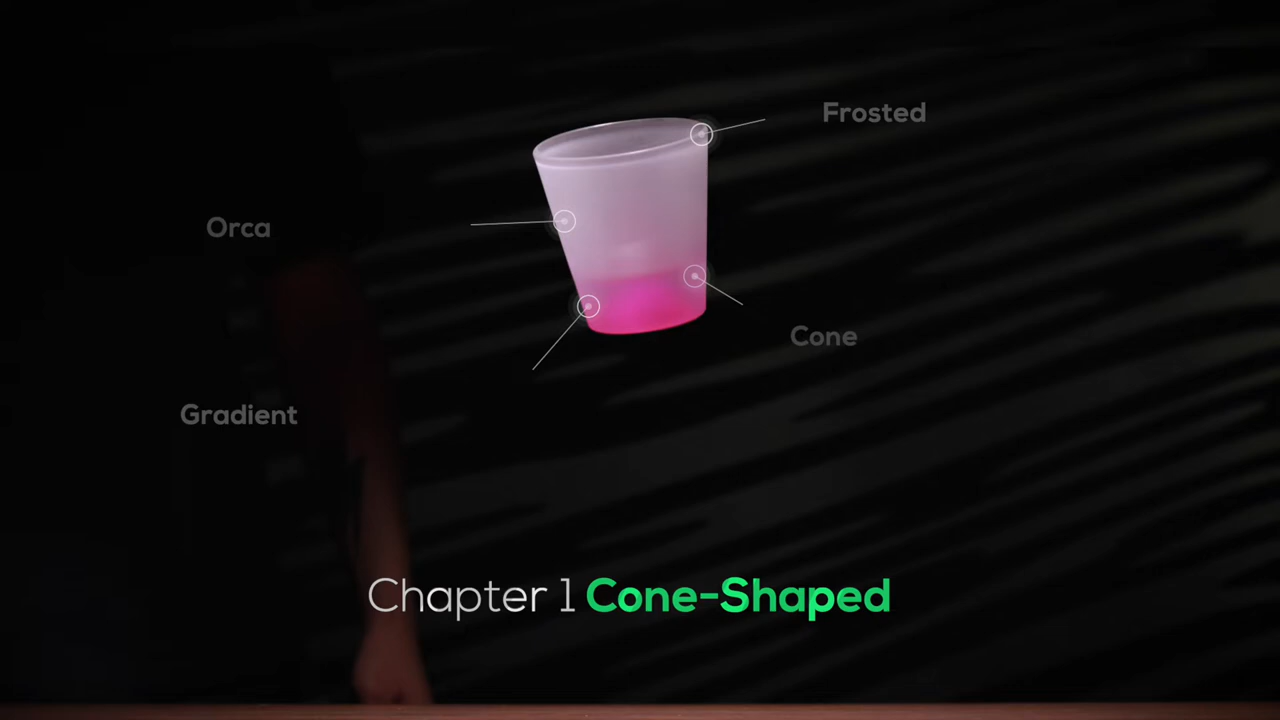 Frosted
Orca
Cone
Gradient
Chapter 1 Cone-Shaped